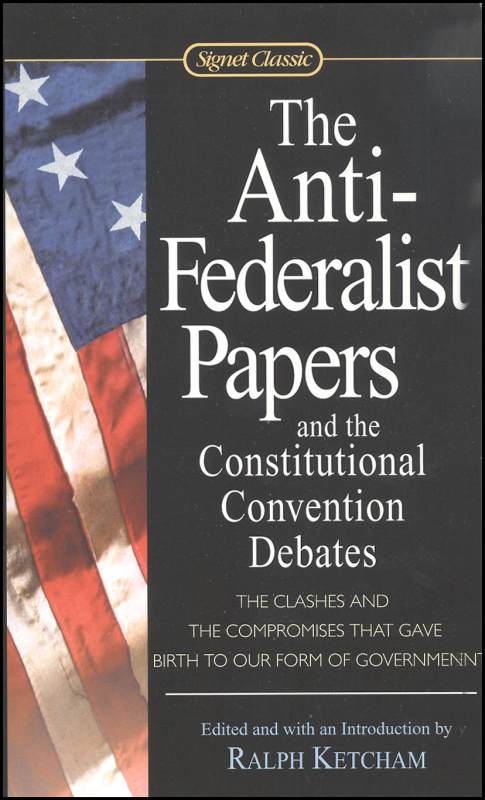 Signet Classic
The
Anti-
Federalist
Papers
and the
Constitutional
Convention
Debates
THE CLASHES AND
THE COMPROMISES THAT GAVE
BIRTH TO OUR FORM OF GOVERNMENNT
Edited and with an Introduction by
RALPH KETCHAM